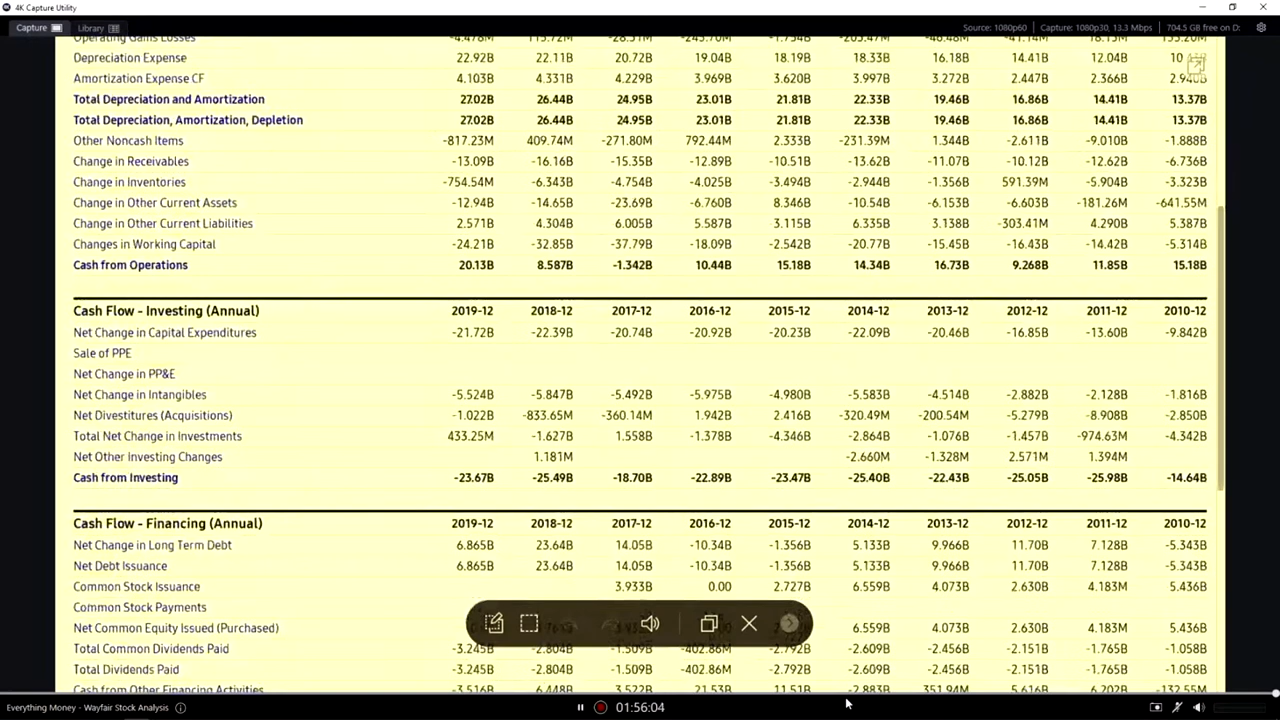 4K Capture Utility
Capture Library Source: 1080p60 Capture: 1080p30, 13.3 Mbps 704.5 GB free on D:
Operating Gains Losses
Depreciation Expense 22.92B 22.11B 20.72B 19.04B 18.19B 18.33B 16.18B 14.41B 12.04B 10
Amortization Expense CF 4.103B 4.331B 4.229B 3.969B 3.620B 3.997B 3.272B 2.447B 2.366B
Total Depreciation and Amortization 27.02B 26.44B 24.95B 23.01B 21.81B 22.33B 19.46B 16.86B 14.41B 13.37B
Total Depreciation, Amortization, Depletion 27.02B 26.44B 24.95B 23.01B 21.81B 22.33B 19.46B 16.86B 14.41B 13.37B
Other Noncash Items -817.23M 409.74M -271.80M 792.44M 2.333B -231.39M 1.344B -2.611B -9.010B -1.888B
Change in Receivables -13.09B -16.16B -15.35B -12.89B -10.51B -13.62B -11.07B -10.12B -12.62B -6.736B
Change in Inventories -754.54M -6.343B -4.754B -4.025B -3.494B -2.944B -1.356B 591.39M -5.904B -3.323B
Change in Other Current Assets -12.94B -14.65B -23.69B -6.760B 8.346B -10.54B -6.153B -6.603B -181.26M -641.55M
Change in Other Current Liabilities 2.571B 4.304B 6.005B 5.587B 3.115B 6.335B 3.138B -303.41M 4.290B 5.387B
Changes in Working Capital -24.21B -32.85B -37.79B -18.09B -2.542B -20.77B -15.45B -16.43B -14.42B -5.314B
Cash from Operations 20.13B 8.587B -1.342B 10.44B 15.18B 14.34B 16.73B 9.268B 11.85B 15.18B
Cash Flow - Investing (Annual) 2019-12 2018-12 2017-12 2016-12 2015-12 2014-12 2013-12 2012-12 2011-12 2010-12
Net Change in Capital Expenditures -21.72B -22.39B -20.74B -20.92B -20.23B -22.09B -20.46B -16.85B -13.60B -9.842B
Sale of PPE
Net Change in PP&E
Net Change in Intangibles -5.524B -5.847B -5.492B -5.975B -4.980B -5.583B -4.514B -2.882B -2.128B -1.816B
Net Divestitures (Acquisitions) -1.022B -833.65M -360.14M 1.942B 2.416B -320.49M -200.54M -5.279B -8.908B -2.850B
Total Net Change in Investments 433.25M -1.627B 1.558B -1.378B -4.346B -2.864B -1.076B -1.457B -974.63M -4.342B
Net Other Investing Changes 1.181M -2.660M -1.328M 2.571M 1.394M
Cash from Investing -23.67B -25.49B -18.70B -22.89B -23.47B -25.40B -22.43B -25.05B -25.98B -14.64B
Cash Flow - Financing (Annual) 2019-12 2018-12 2017-12 2016-12 2015-12 2014-12 2013-12 2012-12 2011-12 2010-12
Net Change in Long Term Debt 6.865B 23.64B 14.05B -10.34B -1.356B 5.133B 9.966B 11.70B 7.128B -5.343B
Net Debt Issuance 6.865B 23.64B 14.05B -10.34B -1.356B 5.133B 9.966B 11.70B 7.128B -5.343B
Common Stock Issuance 3.933B 0.00 2.727B 6.559B 4.073B 2.630B 4.183M 5.436B
Common Stock Payments
Net Common Equity Issued (Purchased) 6.559B 4.073B 2.630B 4.183M 5.436B
Total Common Dividends Paid -3.245B -2.804B -1.509B -402.86M -2.792B -2.609B -2.456B -2.151B -1.765B -1.058B
Total Dividends Paid -3.245B -2.804B -1.509B -402.86M -2.792B -2.609B -2.456B -2.151B -1.765B -1.058B
Cash from Other Financing Activities -3.516B 6.448B 3.522B 21.53B 11.51B -2.883B 351.94M 5.616B 6.202B -132.55M
Everything Money - Wayfair Stock Analysis 01:56:04